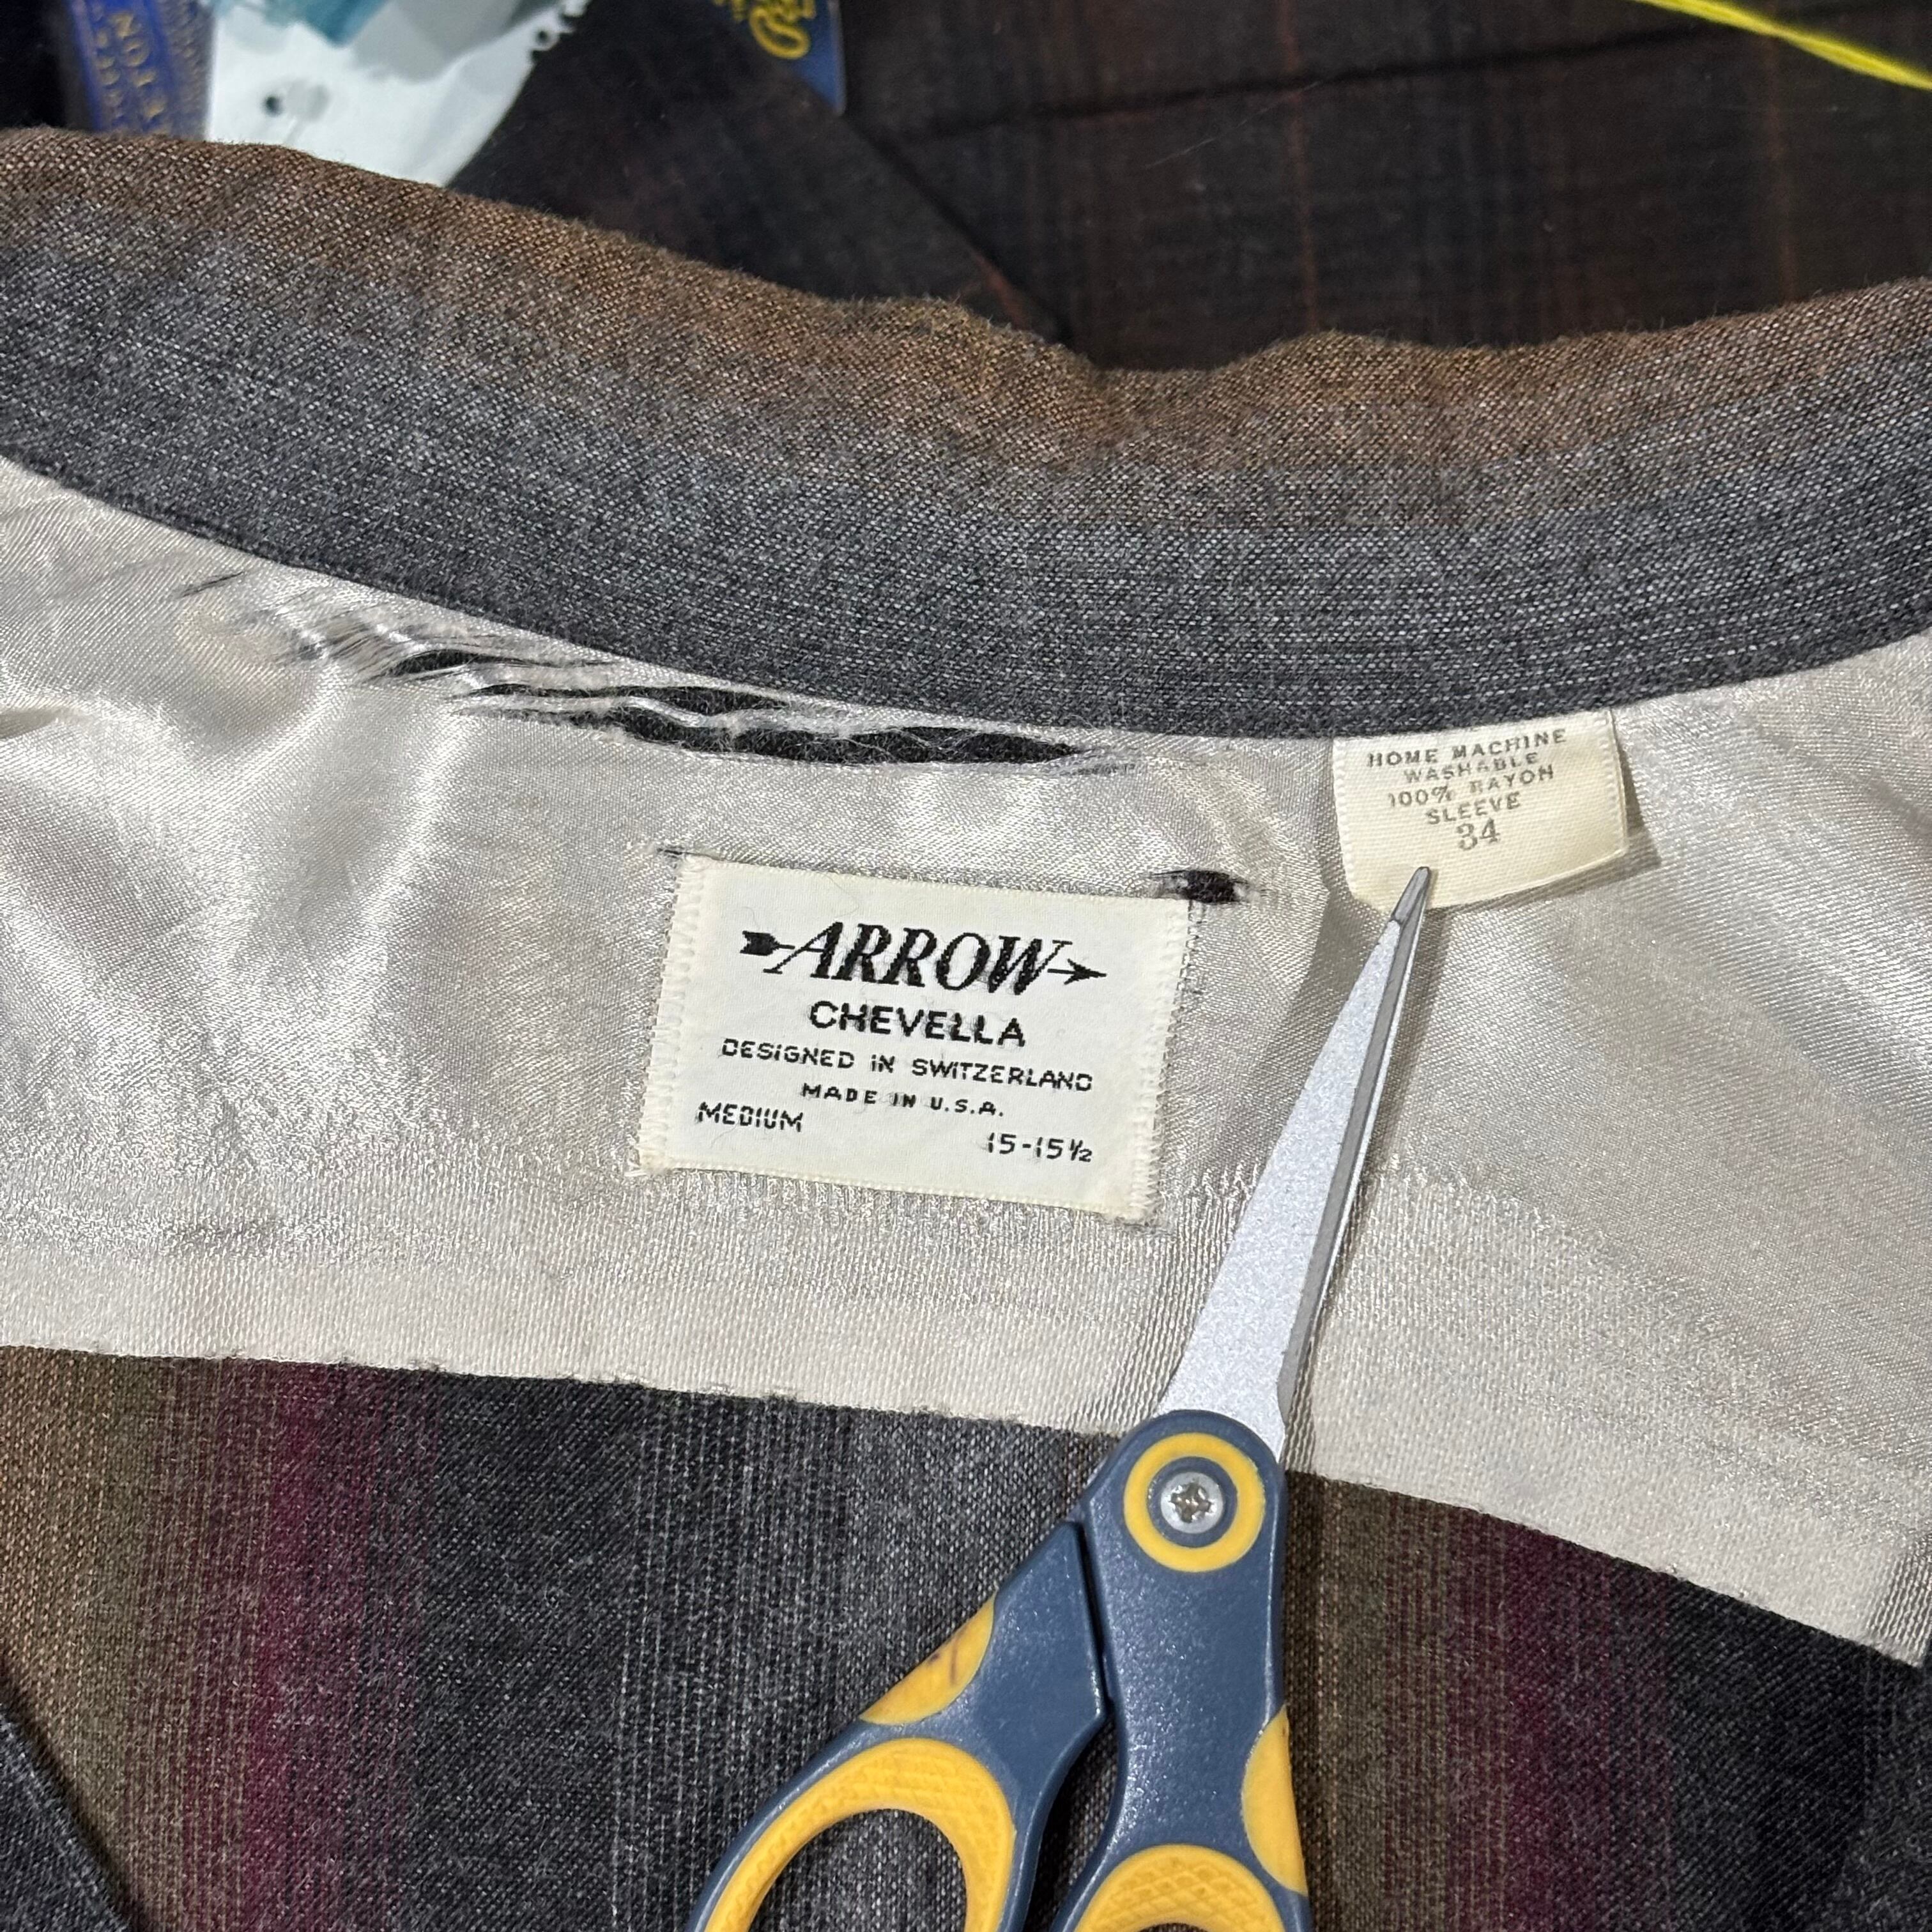 HOME MACHINE
WASHABLE
100% RAYON
SLEEVE
34
ARROW
CHEVELLA
DESIGNED IN SWITZERLAND
MADE IN U.S.A.
MEDIUM 15-15½